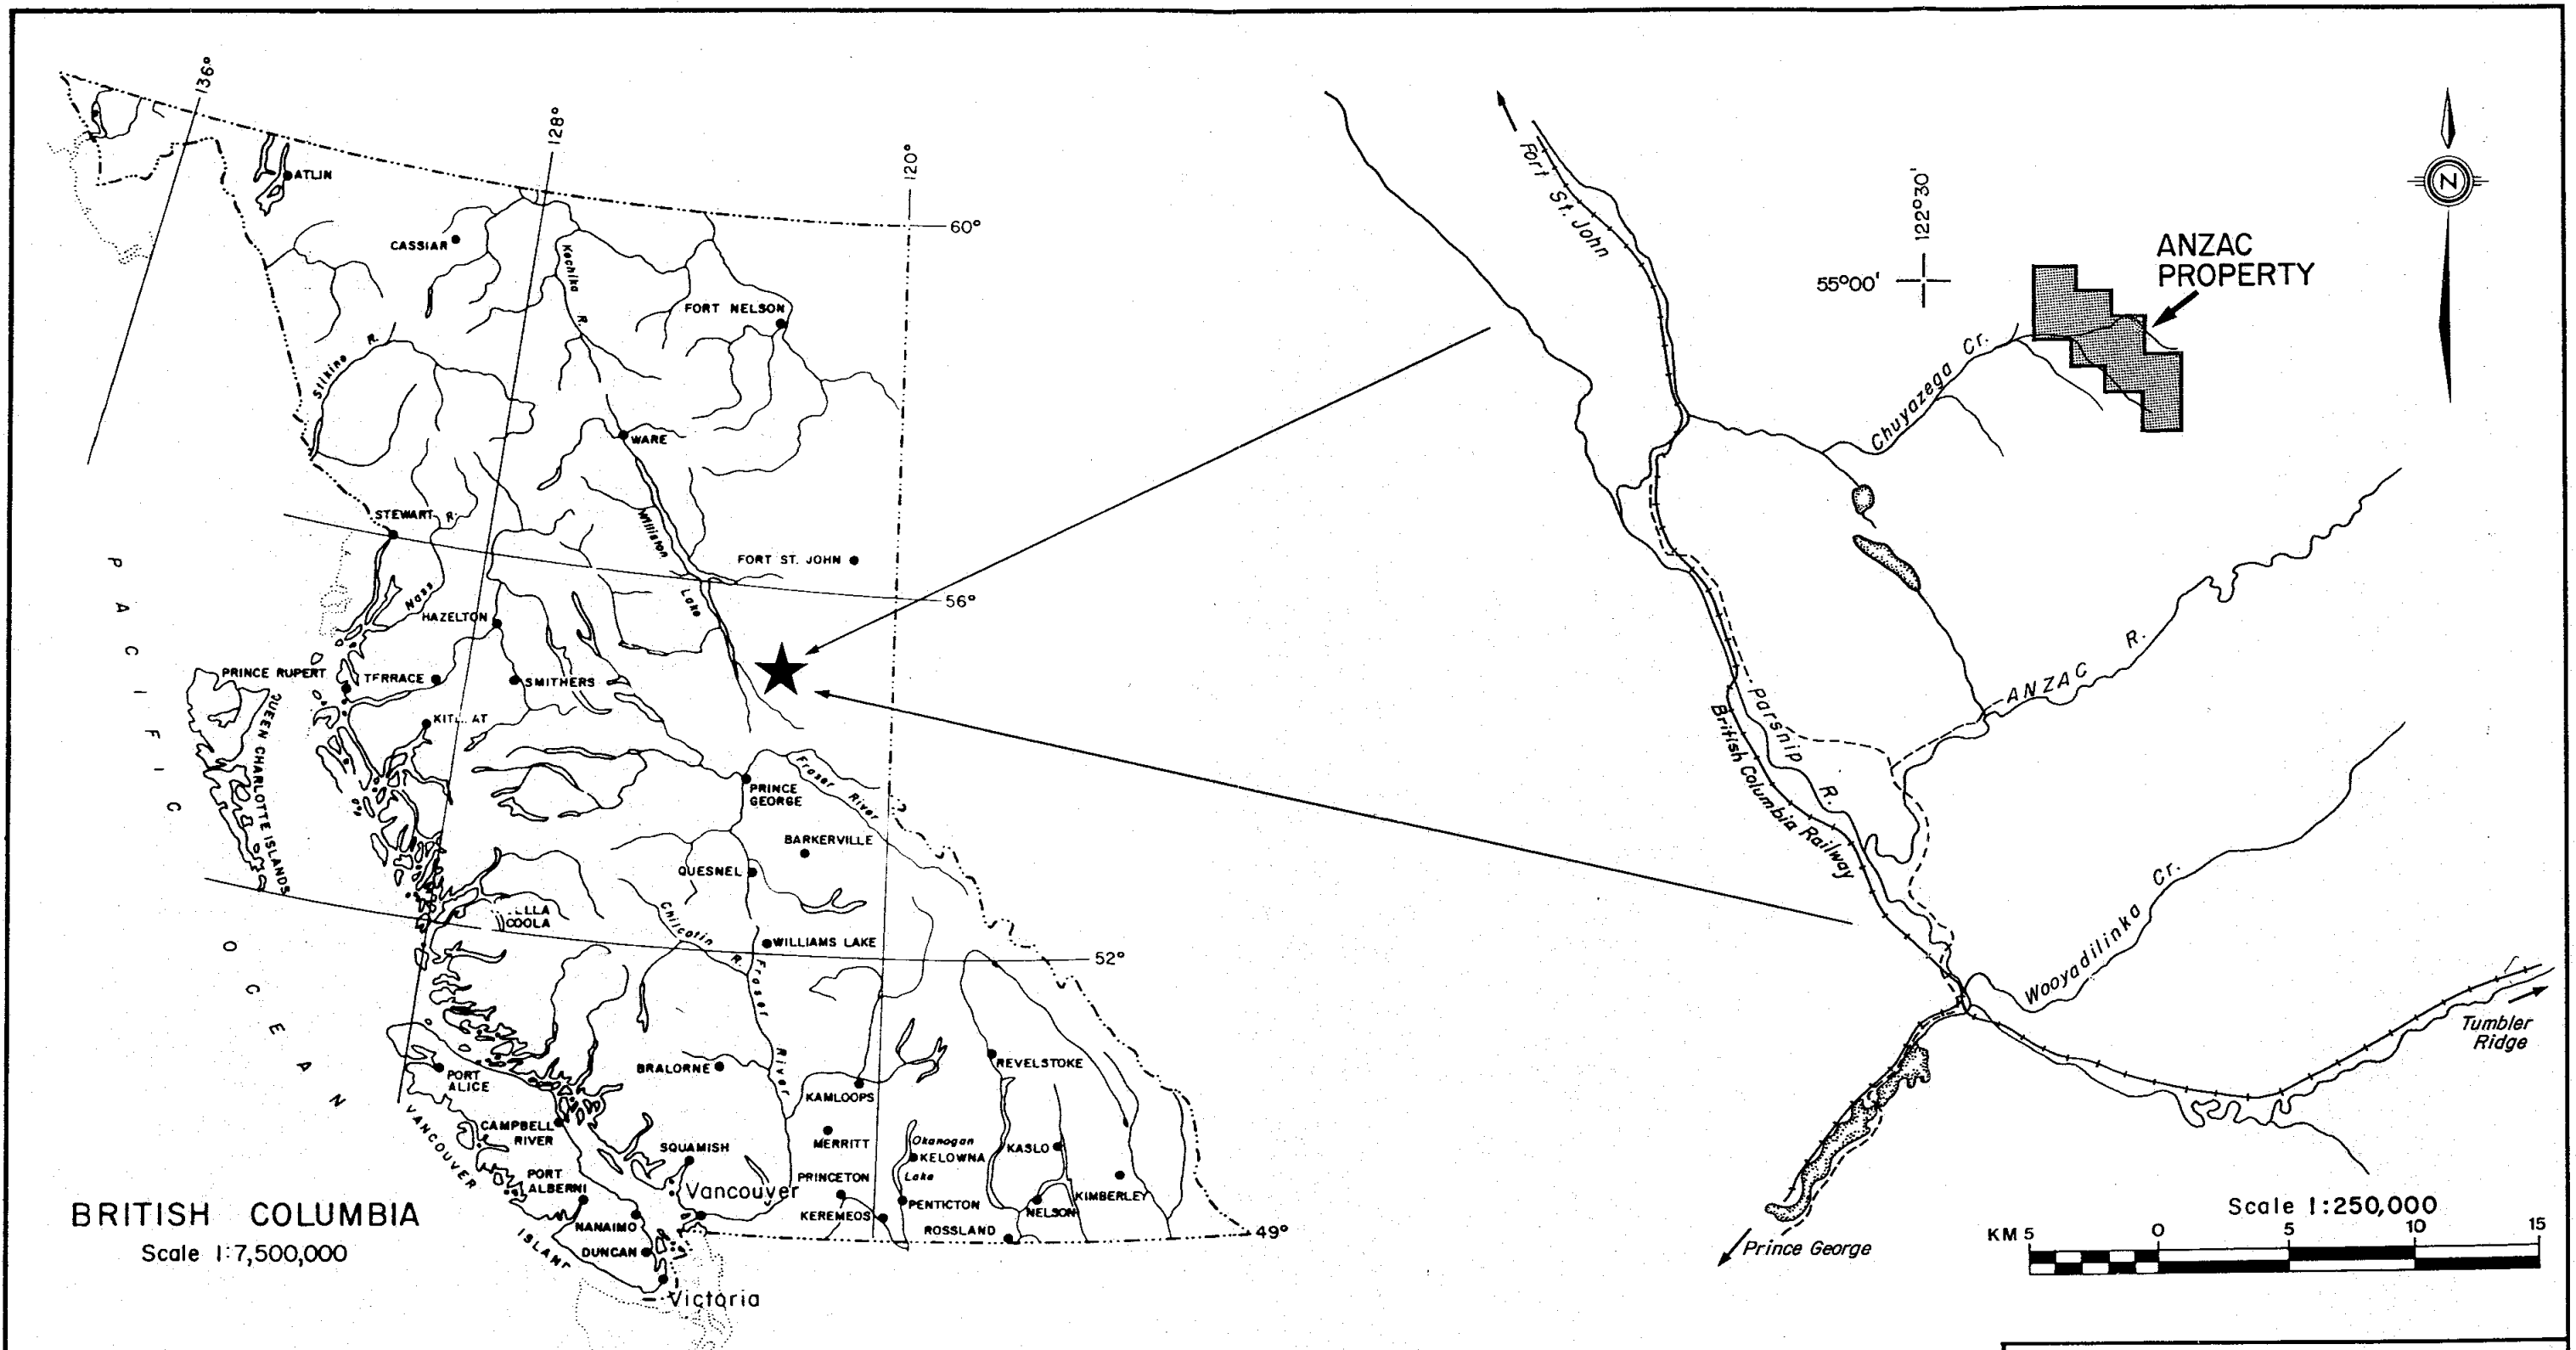 136°
128°
120°
ATLIN
CASSIAR
Kechika
R.
60°
FORT NELSON
Stikine R.
WARE
STEWART
R.
Nass
Williston
Lake
FORT ST. JOHN
56°
HAZELTON
PRINCE RUPERT
TERRACE
SMITHERS
QUEEN CHARLOTTE ISLANDS
PACIFIC
OCEAN
PRINCE
GEORGE
Fraser River
BARKERVILLE
QUESNEL
COOLA
Chilcotin
R.
WILLIAMS LAKE
52°
Fraser
River
BRALORNE
REVELSTOKE
KAMLOOPS
PORT
ALICE
VANCOUVER
CAMPBELL
RIVER
MERRITT
Okanogan
KELOWNA
Lake
KASLO
SQUAMISH
PORT
ALBERNI
PRINCETON
Vancouver
PENTICTON
KIMBERLEY
NELSON
KEREMEOS
ROSSLAND
49°
NANAIMO
DUNCAN
ISLAND
Victoria
BRITISH COLUMBIA
Scale 1:7,500,000
Fort St. John
122°30'
55°00'
ANZAC
PROPERTY
N
Chuyazega Cr.
ANZAC R.
Parsnip R.
British Columbia Railway
Wooyadilinka Cr.
Tumbler
Ridge
Prince George
Scale 1:250,000
KM 5 0 5 10 15